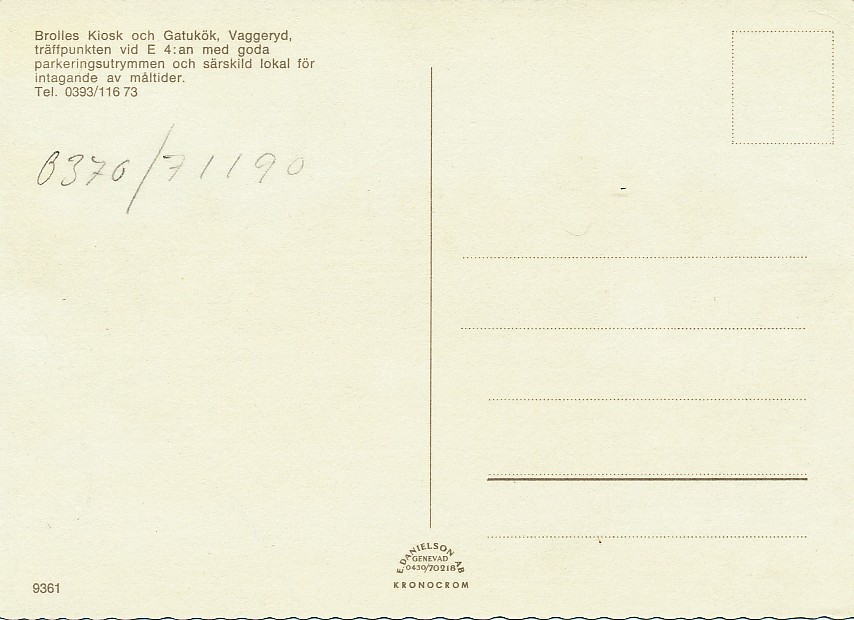 Brolles Kiosk och Gatukök, Vaggeryd,
träffpunkten vid E 4:an med goda
parkeringsutrymmen och särskild lokal för
intagande av måltider.
Tel. 0393/116 73
0370/71190
E. DANIELSON AB
GENEVAD
0430/70218
KRONOCROM
9361